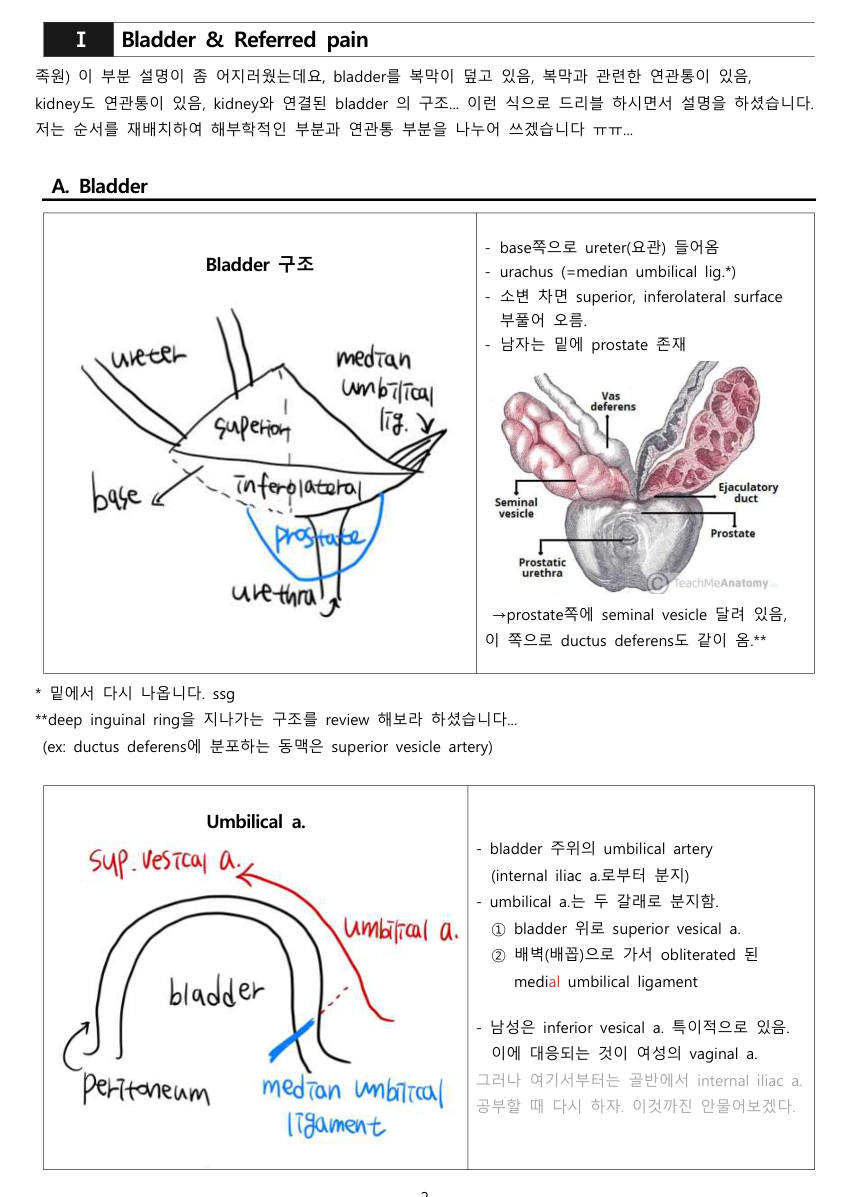 I Bladder & Referred pain
족원) 이 부분 설명이 좀 어지러웠는데요, bladder를 복막이 덮고 있음, 복막과 관련한 연관통이 있음,
kidney도 연관통이 있음, kidney와 연결된 bladder 의 구조... 이런 식으로 드리블 하시면서 설명을 하셨습니다.
저는 순서를 재배치하여 해부학적인 부분과 연관통 부분을 나누어 쓰겠습니다 ㅠㅠ...
A. Bladder
Bladder 구조
ureter
median
umbilical
lig.
superior
base
inferolateral
prostate
urethra
- base쪽으로 ureter(요관) 들어옴
- urachus (=median umbilical lig.*)
- 소변 차면 superior, inferolateral surface
부풀어 오름.
- 남자는 밑에 prostate 존재
Vas
deferens
Seminal
vesicle
Ejaculatory
duct
Prostate
Prostatic
urethra
© TeachMeAnatomy
→prostate쪽에 seminal vesicle 달려 있음,
이 쪽으로 ductus deferens도 같이 옴.**
* 밑에서 다시 나옵니다. ssg
**deep inguinal ring을 지나가는 구조를 review 해보라 하셨습니다...
(ex: ductus deferens에 분포하는 동맥은 superior vesicle artery)
Umbilical a.
sup. vesical a.
umbilical a.
bladder
peritoneum
median umbilical
ligament
- bladder 주위의 umbilical artery
(internal iliac a.로부터 분지)
- umbilical a.는 두 갈래로 분지함.
① bladder 위로 superior vesical a.
② 배벽(배꼽)으로 가서 obliterated 된
medial umbilical ligament
- 남성은 inferior vesical a. 특이적으로 있음.
이에 대응되는 것이 여성의 vaginal a.
그러나 여기서부터는 골반에서 internal iliac a.
공부할 때 다시 하자. 이것까진 안물어보겠다.